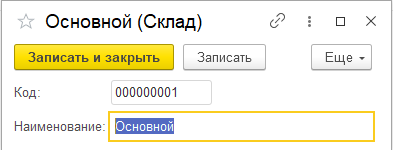 Основной (Склад)
Записать и закрыть Записать Еще
Код: 000000001
Наименование: Основной